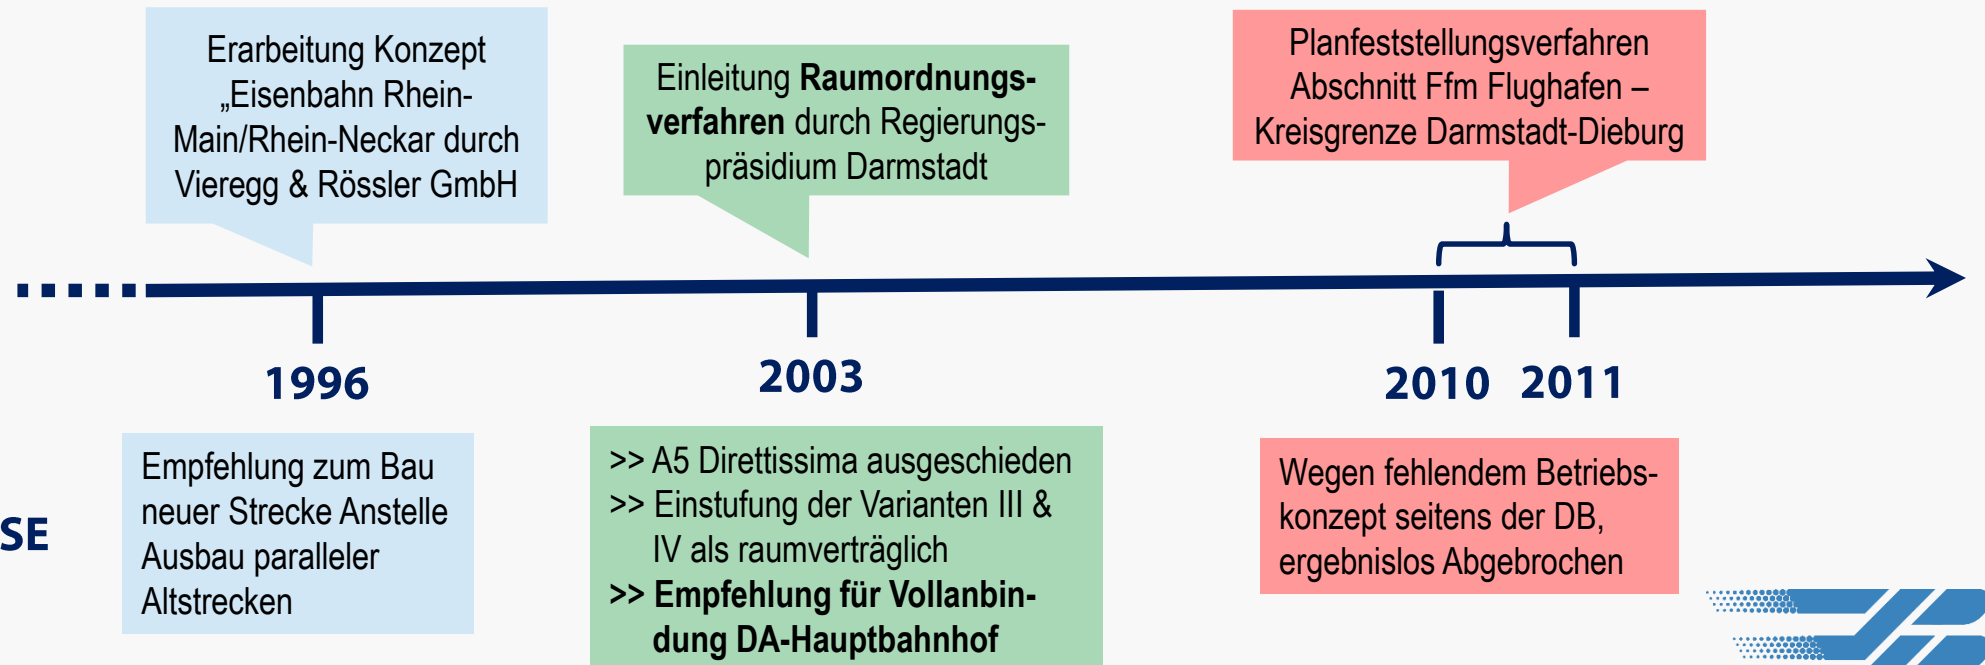 Erarbeitung Konzept
„Eisenbahn Rhein-
Main/Rhein-Neckar durch
Vieregg & Rössler GmbH
Einleitung Raumordnungs-
verfahren durch Regierungs-
präsidium Darmstadt
Planfeststellungsverfahren
Abschnitt Ffm Flughafen –
Kreisgrenze Darmstadt-Dieburg
1996
2003
2010
2011
SE
Empfehlung zum Bau
neuer Strecke Anstelle
Ausbau paralleler
Altstrecken
>> A5 Direttissima ausgeschieden
>> Einstufung der Varianten III &
IV als raumverträglich
>> Empfehlung für Vollanbin-
dung DA-Hauptbahnhof
Wegen fehlendem Betriebs-
konzept seitens der DB,
ergebnislos Abgebrochen